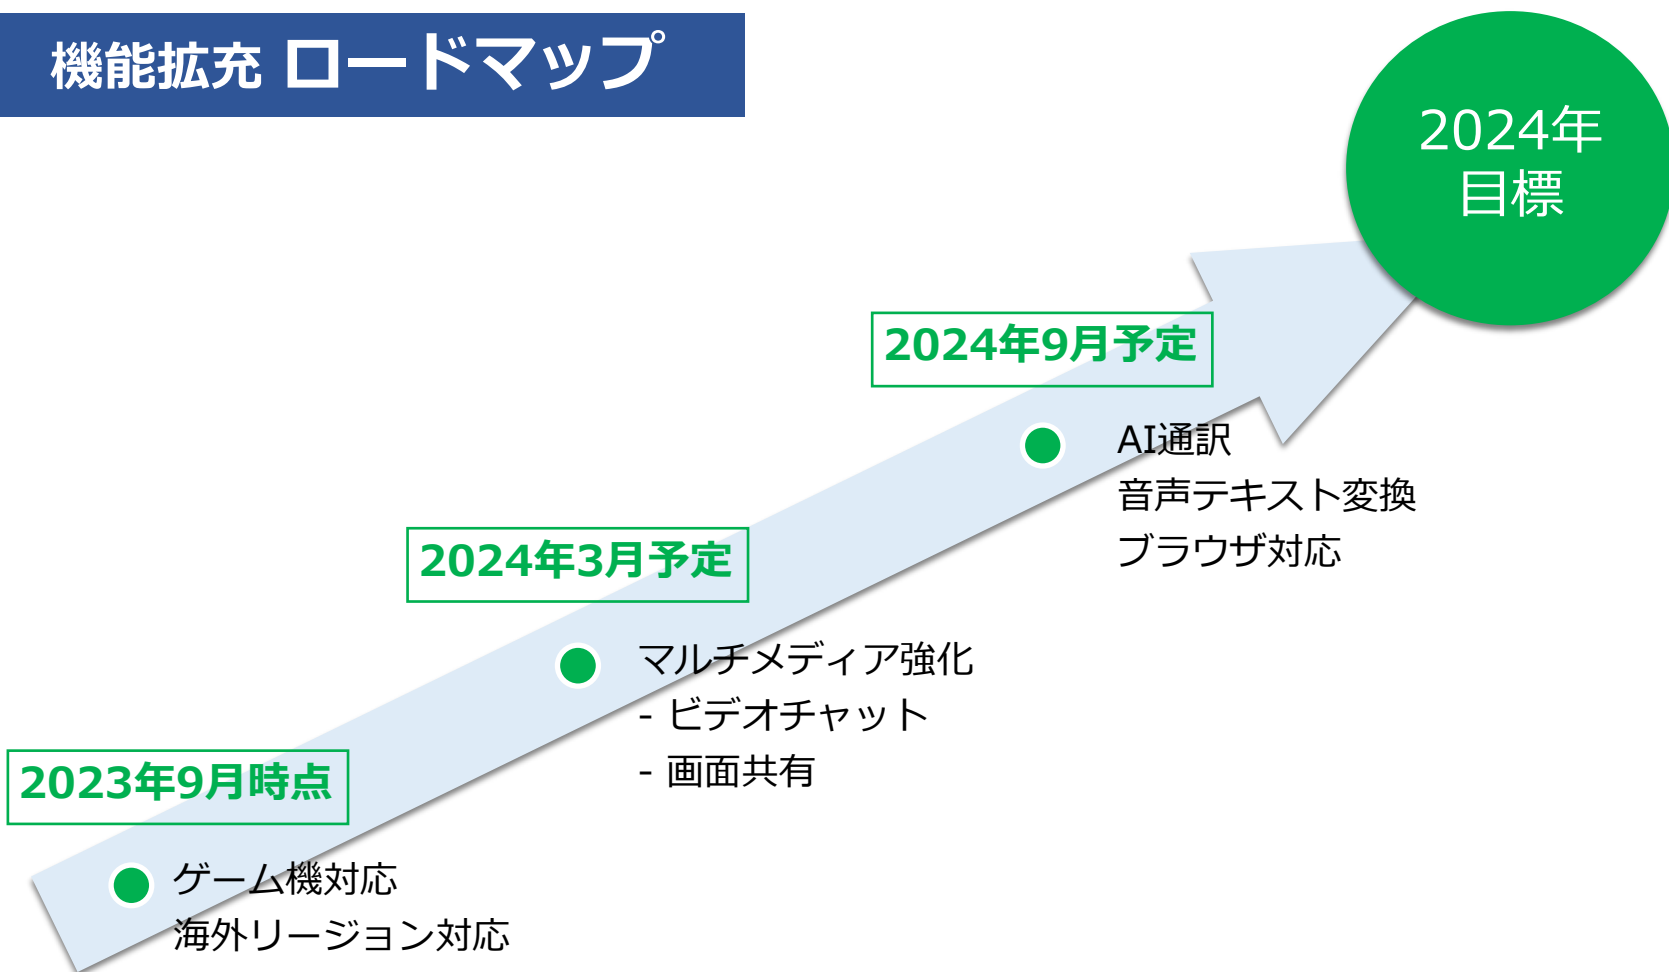 機能拡充 ロードマップ
2024年
目標
2024年9月予定
AI通訳
音声テキスト変換
ブラウザ対応
2024年3月予定
マルチメディア強化
- ビデオチャット
- 画面共有
2023年9月時点
ゲーム機対応
海外リージョン対応